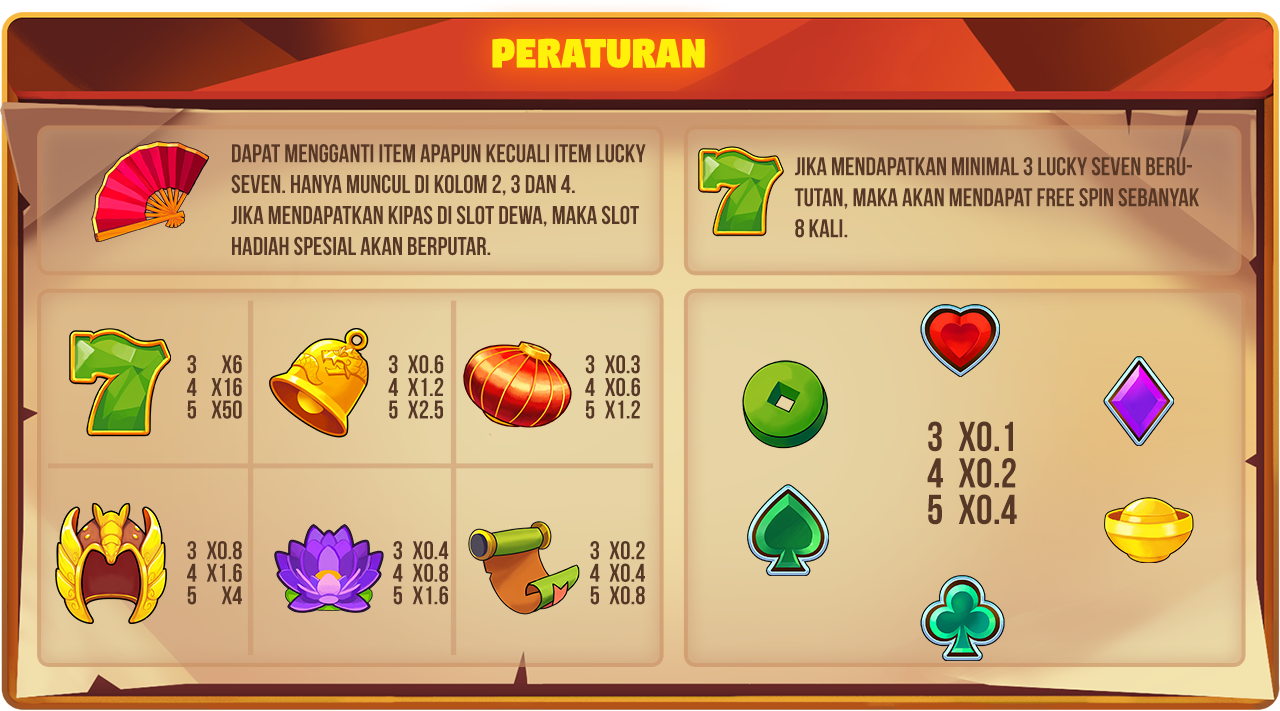 PERATURAN
DAPAT MENGGANTI ITEM APAPUN KECUALI ITEM LUCKY
SEVEN. HANYA MUNCUL DI KOLOM 2, 3 DAN 4.
JIKA MENDAPATKAN KIPAS DI SLOT DEWA, MAKA SLOT
HADIAH SPESIAL AKAN BERPUTAR.
7
JIKA MENDAPATKAN MINIMAL 3 LUCKY SEVEN BERU-
TUTAN, MAKA AKAN MENDAPAT FREE SPIN SEBANYAK
8 KALI.
7
3 X6
4 X16
5 X50
3 X0.6
4 X1.2
5 X2.5
3 X0.3
4 X0.6
5 X1.2
3 X0.8
4 X1.6
5 X4
3 X0.4
4 X0.8
5 X1.6
3 X0.2
4 X0.4
5 X0.8
3 X0.1
4 X0.2
5 X0.4